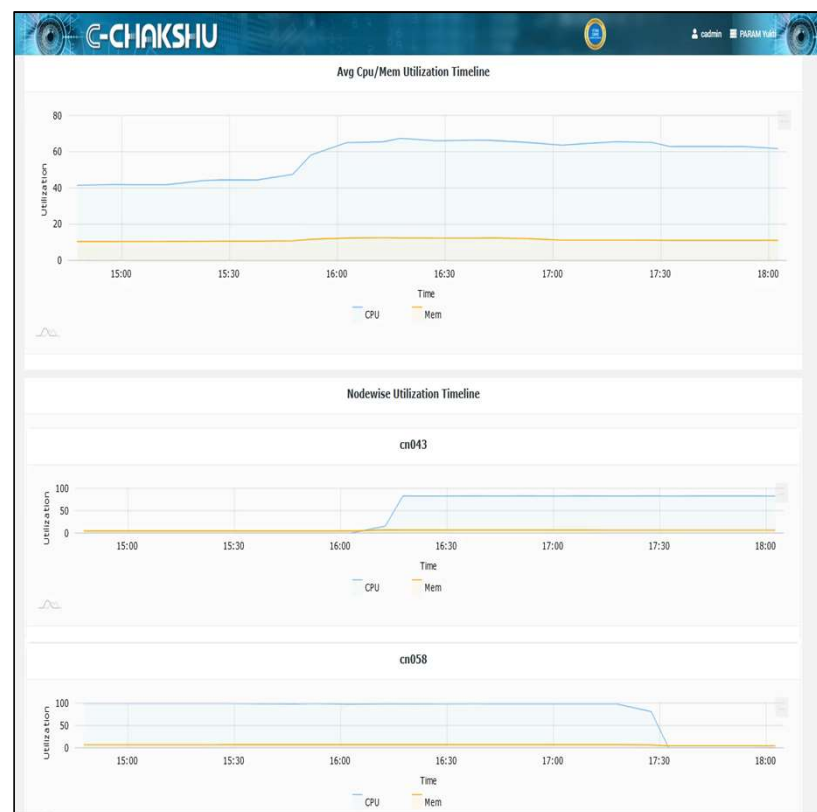 C-CHAKSHU
cadmin PARAM Yukti
Avg Cpu/Mem Utilization Timeline
80
60
40
20
0
Utilization
15:00 15:30 16:00 16:30 17:00 17:30 18:00
Time
CPU Mem
Nodewise Utilization Timeline
cn043
100
50
0
Utilization
15:00 15:30 16:00 16:30 17:00 17:30 18:00
Time
CPU Mem
cn058
100
50
0
Utilization
15:00 15:30 16:00 16:30 17:00 17:30 18:00
Time
CPU Mem